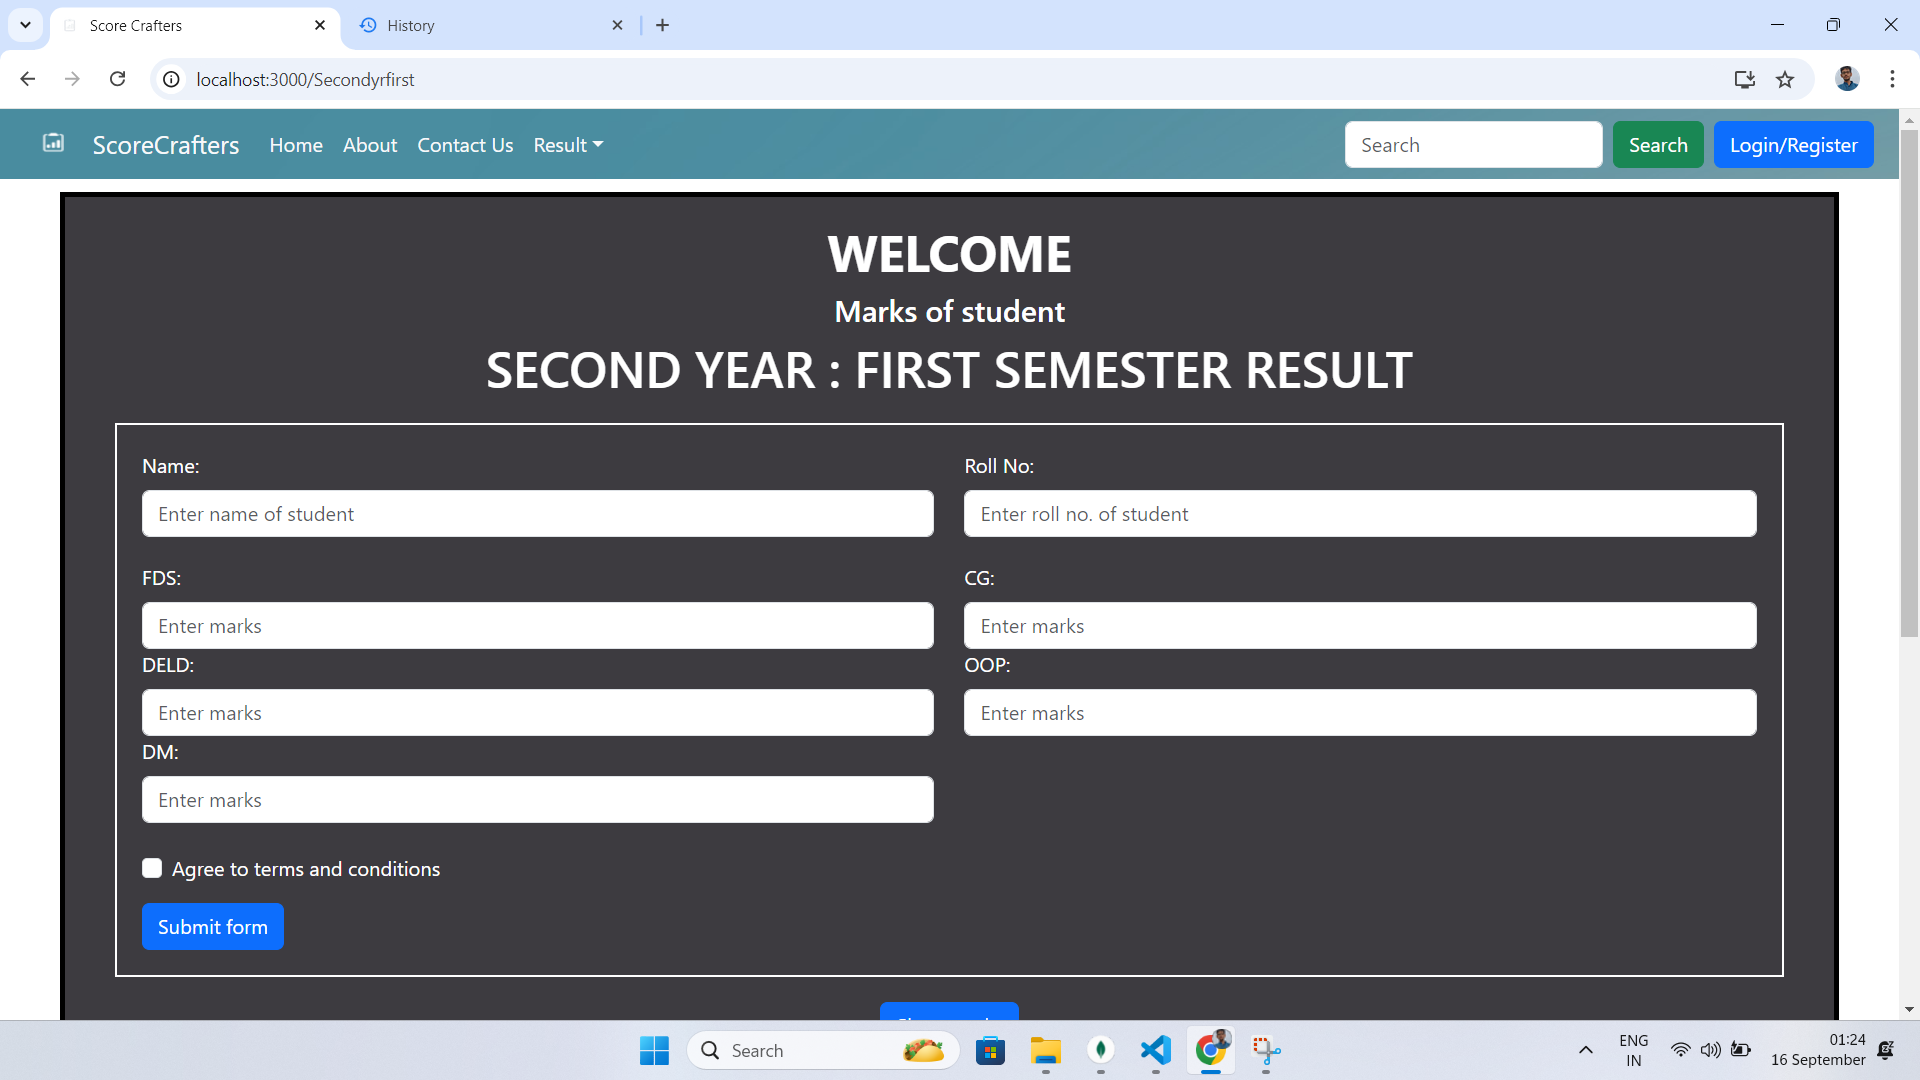 Score Crafters
History
localhost:3000/Secondyrfirst
ScoreCrafters Home About Contact Us Result Search Search Login/Register
WELCOME
Marks of student
SECOND YEAR : FIRST SEMESTER RESULT
Name: Roll No:
Enter name of student Enter roll no. of student
FDS: CG:
Enter marks Enter marks
DELD: OOP:
Enter marks Enter marks
DM:
Enter marks
Agree to terms and conditions
Submit form
Search
ENG
IN
01:24
16 September